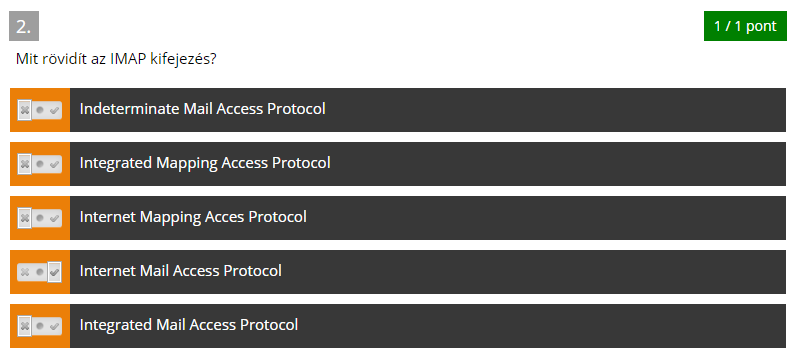 2.
1 / 1 pont
Mit rövidít az IMAP kifejezés?
Indeterminate Mail Access Protocol
Integrated Mapping Access Protocol
Internet Mapping Acces Protocol
Internet Mail Access Protocol
Integrated Mail Access Protocol